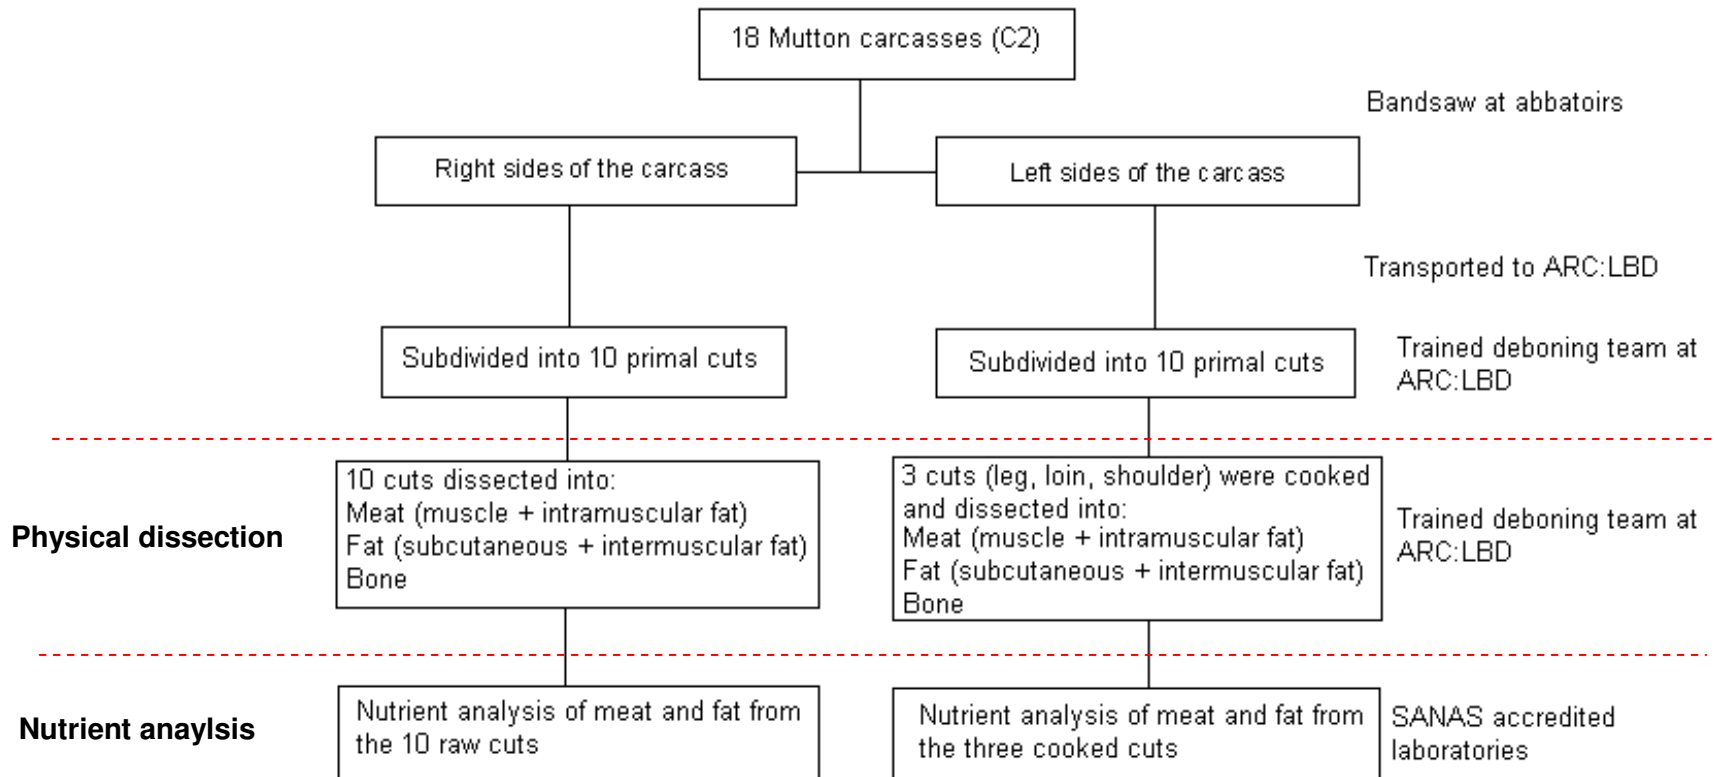 18 Mutton carcasses (C2)
Bandsaw at abbatoirs
Right sides of the carcass
Left sides of the carcass
Transported to ARC:LBD
Subdivided into 10 primal cuts
Subdivided into 10 primal cuts
Trained deboning team at
ARC:LBD
Physical dissection
10 cuts dissected into:
Meat (muscle + intramuscular fat)
Fat (subcutaneous + intermuscular fat)
Bone
3 cuts (leg, loin, shoulder) were cooked
and dissected into:
Meat (muscle + intramuscular fat)
Fat (subcutaneous + intermuscular fat)
Bone
Trained deboning team at
ARC:LBD
Nutrient anaylsis
Nutrient analysis of meat and fat from
the 10 raw cuts
Nutrient analysis of meat and fat from
the three cooked cuts
SANAS accredited
laboratories